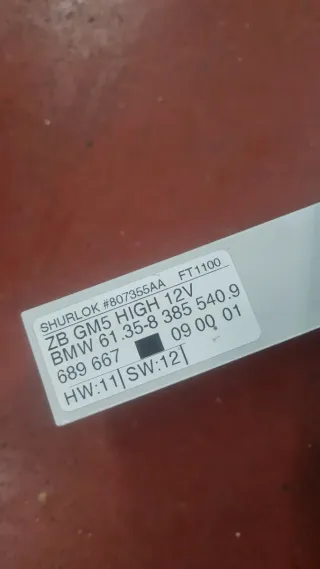 SHURLOK #807355AA FT1100
ZB GM5 HIGH 12V
BMW 61.35-8 385 540.9
689 667 09 00 01
HW:11 SW:12